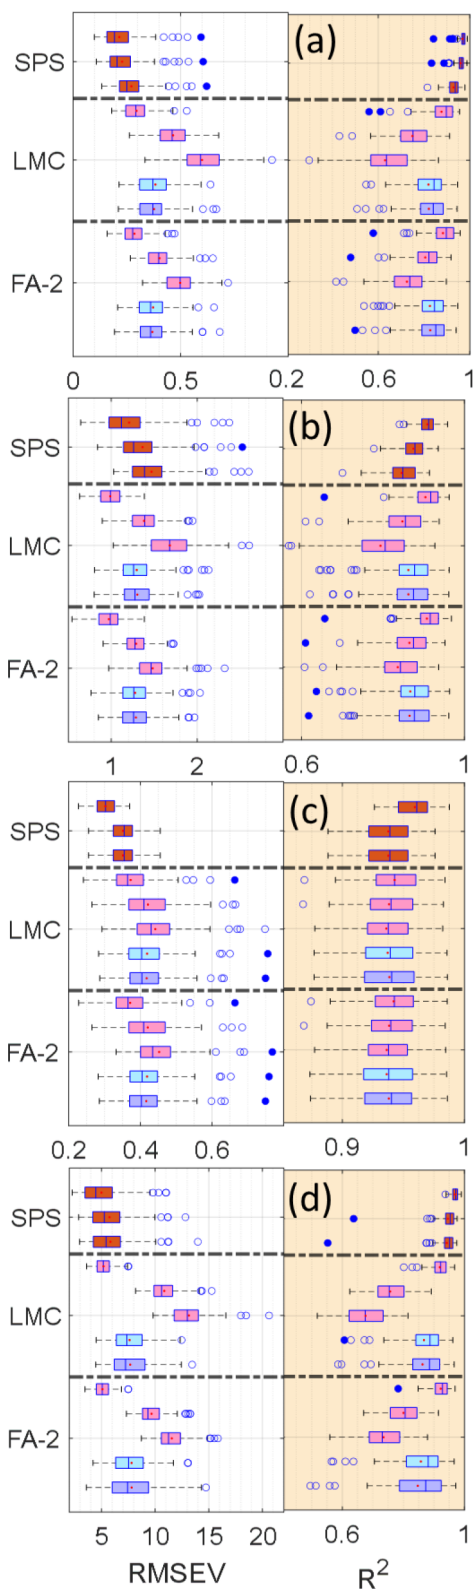 (a)
SPS
LMC
FA-2
0 0.5 0.2 0.6 1
(b)
SPS
LMC
FA-2
1 2 0.6 1
(c)
SPS
LMC
FA-2
0.2 0.4 0.6 0.9 1
(d)
SPS
LMC
FA-2
5 10 15 20 0.6 1
RMSEV R²